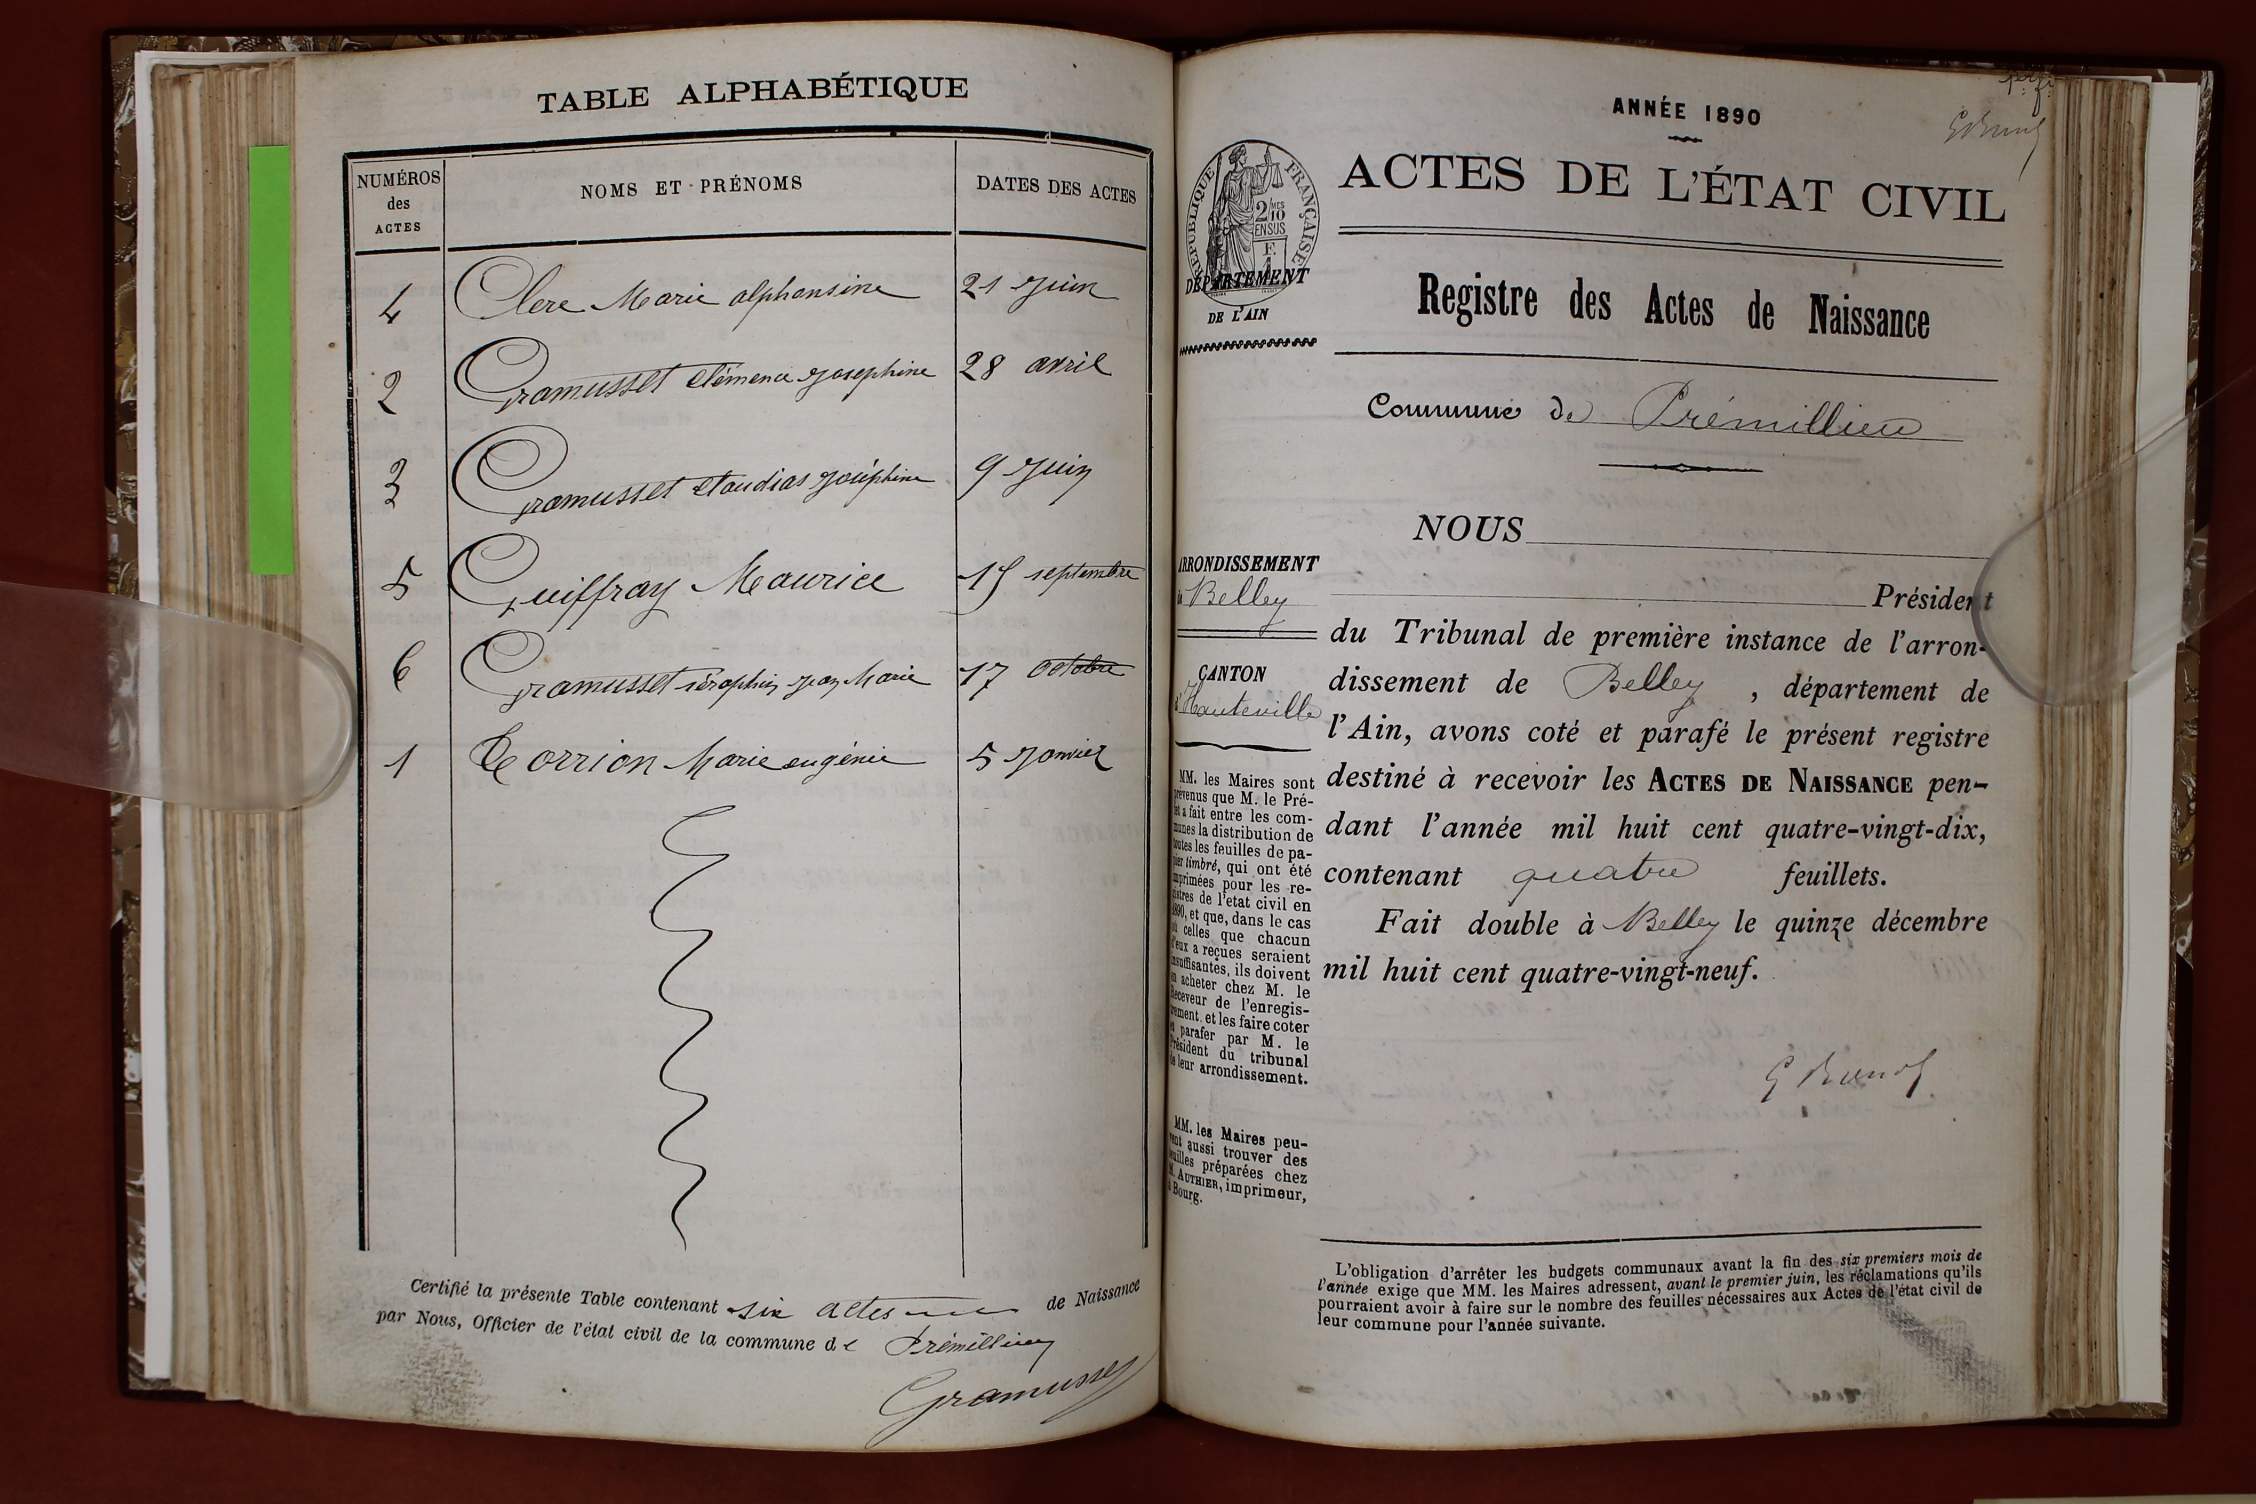 TABLE ALPHABÉTIQUE
NUMÉROS des ACTES
NOMS ET PRÉNOMS
DATES DES ACTES
4 Clere Marie alphonsine 21 Juin
2 Gramusset Clémence Josephine 28 avril
3 Gramusset Claudias Joséphine 9 Juin
5 Guiffray Maurice 15 septembre
6 Gramusset séraphin Jean Marie 17 octobre
1 Torrion Marie eugénie 5 Janvier
Certifié la présente Table contenant six actes de Naissance
par Nous, Officier de l'état civil de la commune de Prémillieu
Gramusset
ANNÉE 1890
ACTES DE L'ÉTAT CIVIL
RÉPUBLIQUE FRANÇAISE
2 MES
10
EN SUS
DÉPARTEMENT
DE L'AIN
Registre des Actes de Naissance
Commune de Prémillieu
NOUS
ARRONDISSEMENT
de Belley
Président
du Tribunal de première instance de l'arron-
CANTON
d'Hauteville
dissement de Belley, département de
l'Ain, avons coté et parafé le présent registre
destiné à recevoir les ACTES DE NAISSANCE pen-
dant l'année mil huit cent quatre-vingt-dix,
contenant quatre feuillets.
Fait double à Belley le quinze décembre
mil huit cent quatre-vingt-neuf.
MM. les Maires sont
prévenus que M. le Pré-
fet a fait entre les com-
munes la distribution de
toutes les feuilles de pa-
pier timbré, qui ont été
imprimées pour les re-
gistres de l'etat civil en
1890, et que, dans le cas
où celles que chacun
d'eux a reçues seraient
insuffisantes, ils doivent
en acheter chez M. le
Receveur de l'enregis-
trement et les faire coter
et parafer par M. le
Président du tribunal
de leur arrondissement.
MM. les Maires peu-
vent aussi trouver des
feuilles préparées chez
M. AUTHIER, imprimeur,
à Bourg.
L'obligation d'arrêter les budgets communaux avant la fin des six premiers mois de
l'année exige que MM. les Maires adressent, avant le premier juin, les réclamations qu'ils
pourraient avoir à faire sur le nombre des feuilles nécessaires aux Actes de l'état civil de
leur commune pour l'année suivante.